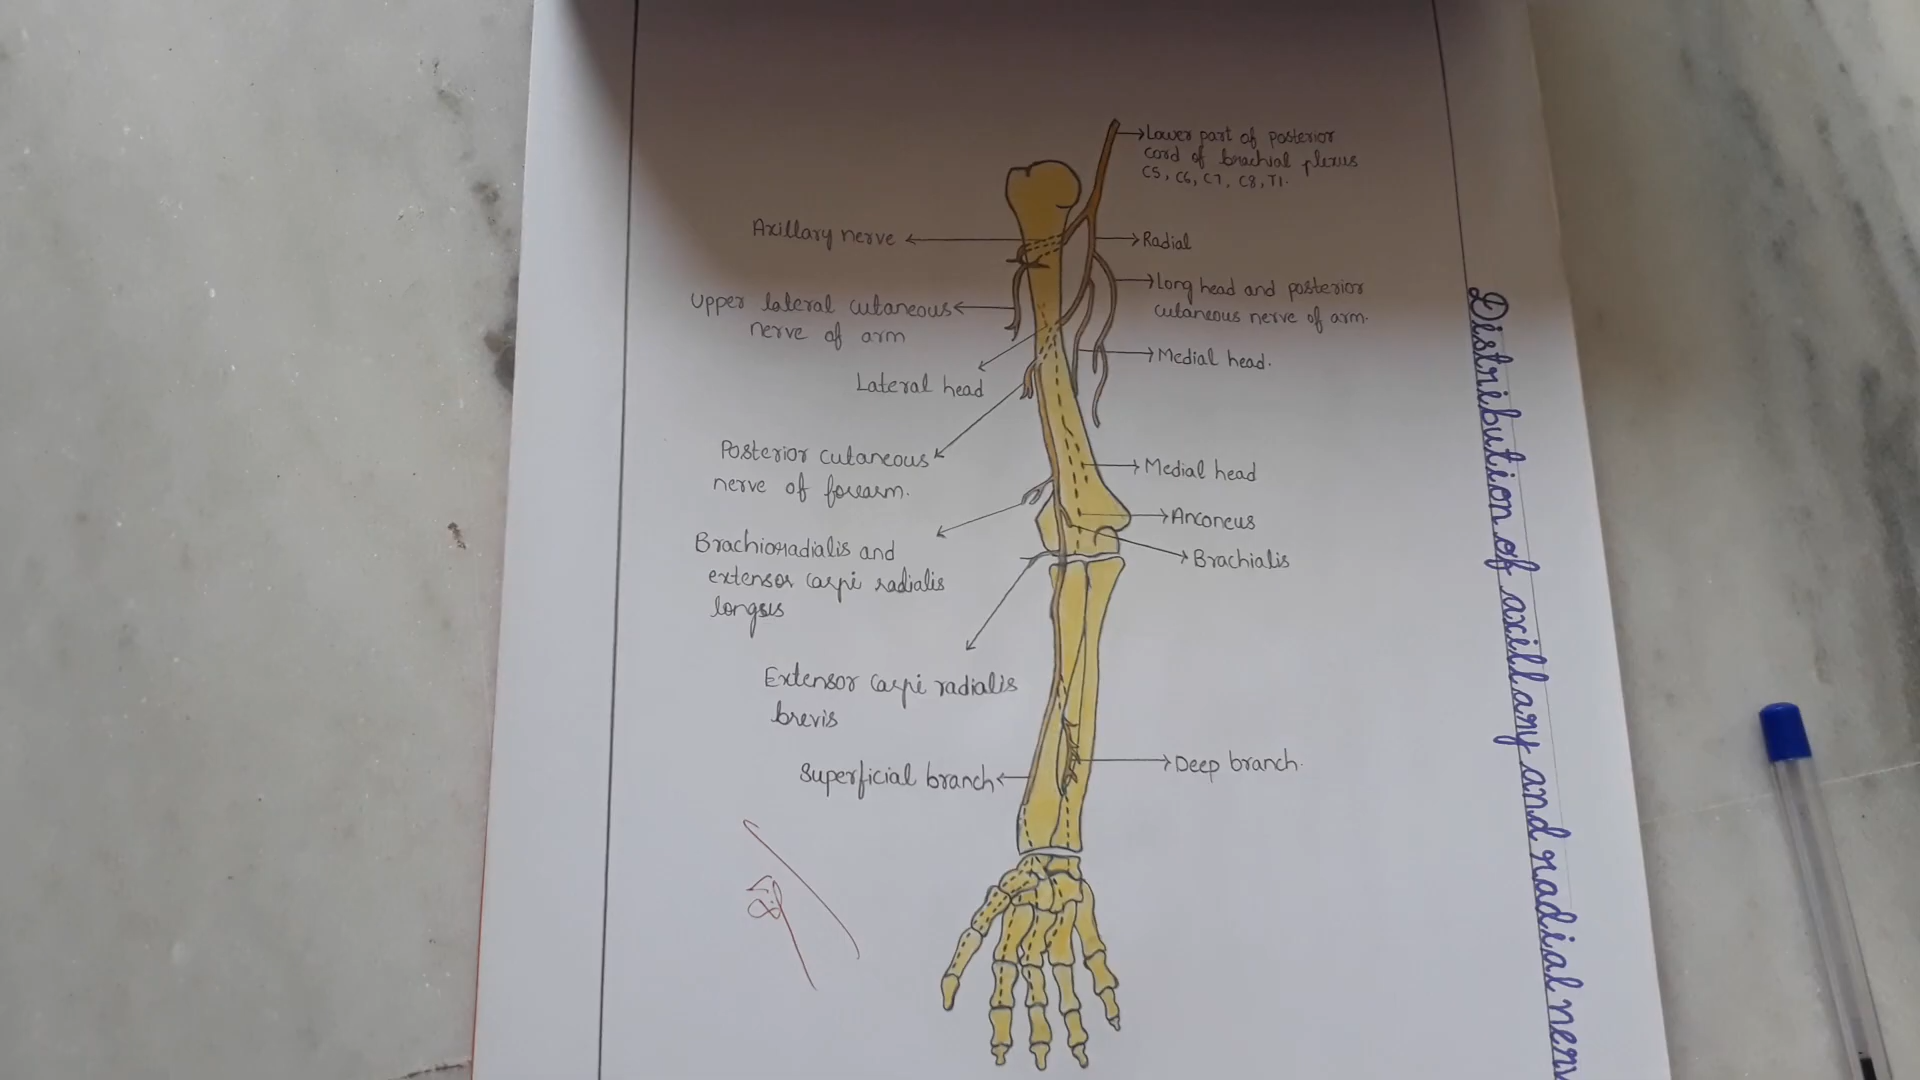 Lower part of posterior
cord of brachial plexus
C5, C6, C7, C8, T1.
Axillary nerve
Radial
Long head and posterior
cutaneous nerve of arm.
Upper lateral cutaneous
nerve of arm
Medial head.
Lateral head
Posterior cutaneous
nerve of forearm.
Medial head
Anconeus
Brachialis
Brachioradialis and
extensor carpi radialis
longus
Extensor carpi radialis
brevis
Superficial branch
Deep branch.
Distribution of axillary and radial nerv